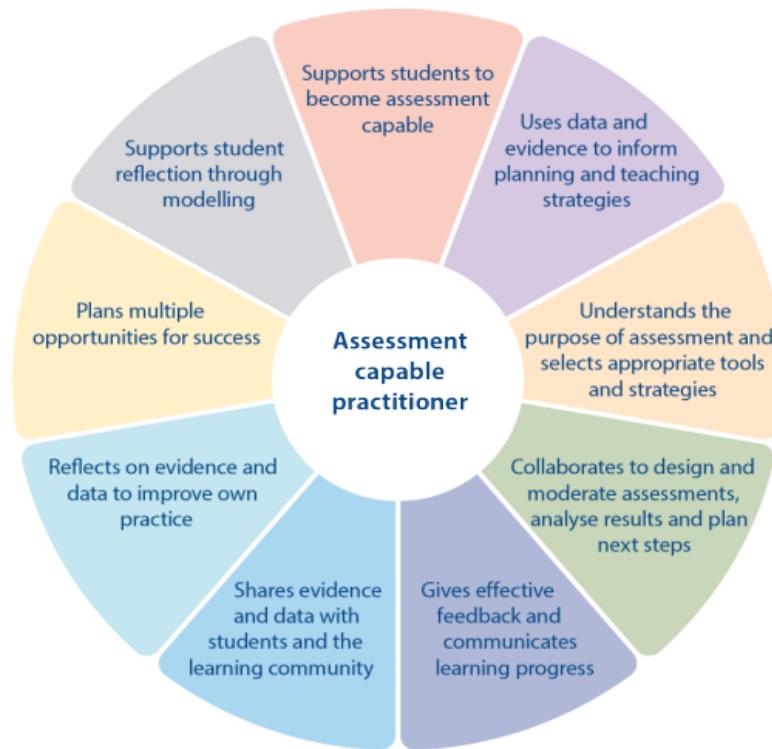 Supports students to
become assessment
capable
Uses data and
evidence to inform
planning and teaching
strategies
Understands the
purpose of assessment and
selects appropriate tools
and strategies
Collaborates to design and
moderate assessments,
analyse results and plan
next steps
Gives effective
feedback and
communicates
learning progress
Shares evidence
and data with
students and the
learning community
Reflects on evidence and
data to improve own
practice
Plans multiple
opportunities for success
Supports student
reflection through
modelling
Assessment
capable
practitioner